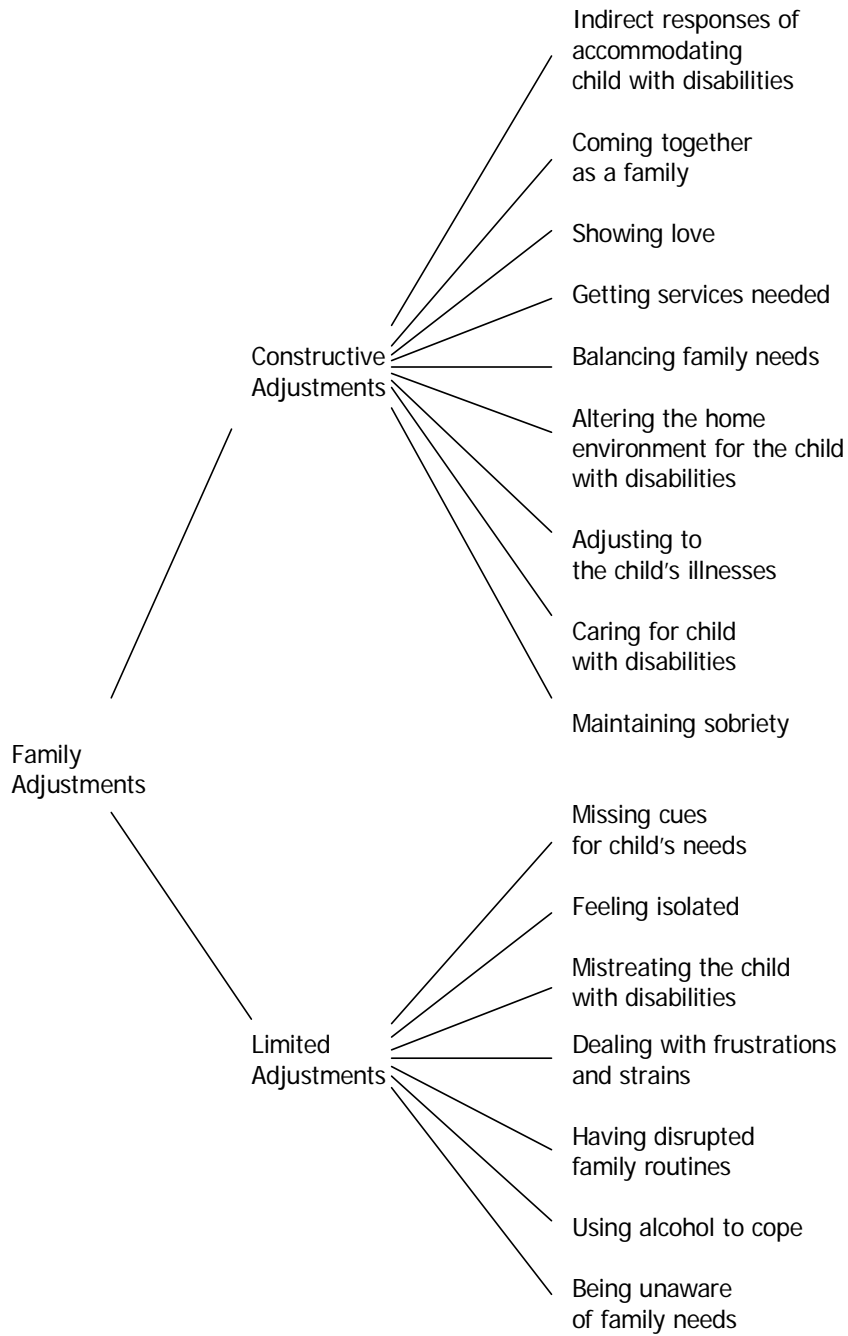 Indirect responses of
accommodating
child with disabilities
Coming together
as a family
Showing love
Getting services needed
Constructive
Adjustments
Balancing family needs
Altering the home
environment for the child
with disabilities
Adjusting to
the child's illnesses
Caring for child
with disabilities
Maintaining sobriety
Family
Adjustments
Missing cues
for child's needs
Feeling isolated
Mistreating the child
with disabilities
Limited
Adjustments
Dealing with frustrations
and strains
Having disrupted
family routines
Using alcohol to cope
Being unaware
of family needs